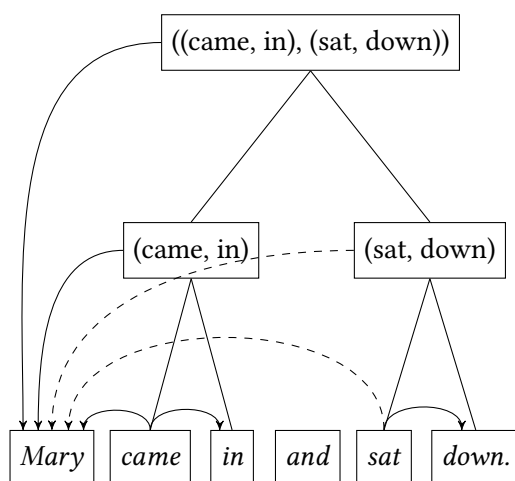 ((came, in), (sat, down))
(came, in)
(sat, down)
Mary
came
in
and
sat
down.